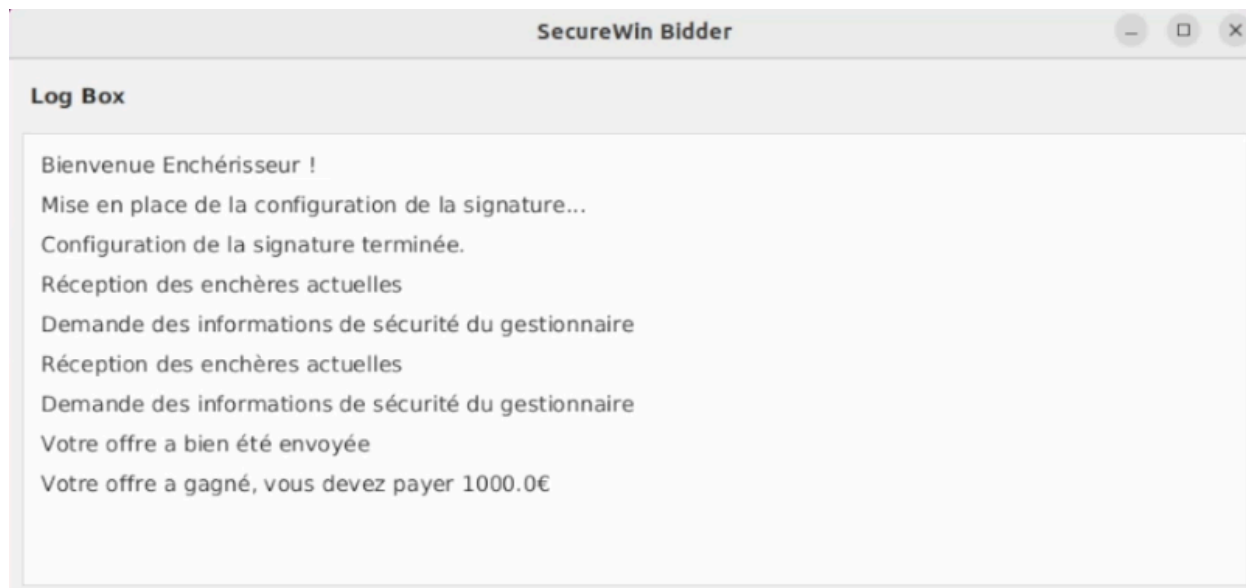 SecureWin Bidder
Log Box
Bienvenue Enchérisseur !
Mise en place de la configuration de la signature...
Configuration de la signature terminée.
Réception des enchères actuelles
Demande des informations de sécurité du gestionnaire
Réception des enchères actuelles
Demande des informations de sécurité du gestionnaire
Votre offre a bien été envoyée
Votre offre a gagné, vous devez payer 1000.0€